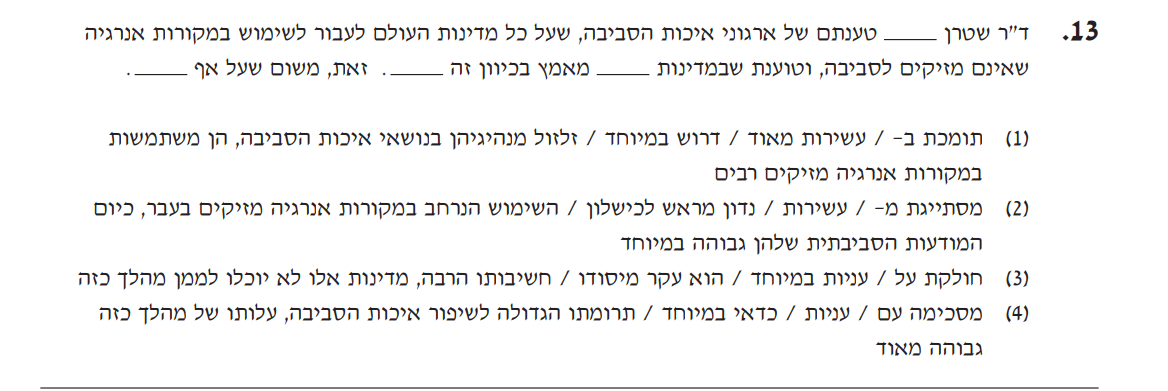 13. ד"ר שטרן _____ טענתם של ארגוני איכות הסביבה, שעל כל מדינות העולם לעבור לשימוש במקורות אנרגיה
שאינם מזיקים לסביבה, וטוענת שבמדינות _____ מאמץ בכיוון זה _____. זאת, משום שעל אף _____.
(1) תומכת ב- / עשירות מאוד / דרוש במיוחד / זלזול מנהיגיהן בנושאי איכות הסביבה, הן משתמשות
במקורות אנרגיה מזיקים רבים
(2) מסתייגת מ- / עשירות / נדון מראש לכישלון / השימוש הנרחב במקורות אנרגיה מזיקים בעבר, כיום
המודעות הסביבתית שלהן גבוהה במיוחד
(3) חולקת על / עניות במיוחד / הוא עקר מיסודו / חשיבותו הרבה, מדינות אלו לא יוכלו לממן מהלך כזה
(4) מסכימה עם / עניות / כדאי במיוחד / תרומתו הגדולה לשיפור איכות הסביבה, עלותו של מהלך כזה
גבוהה מאוד